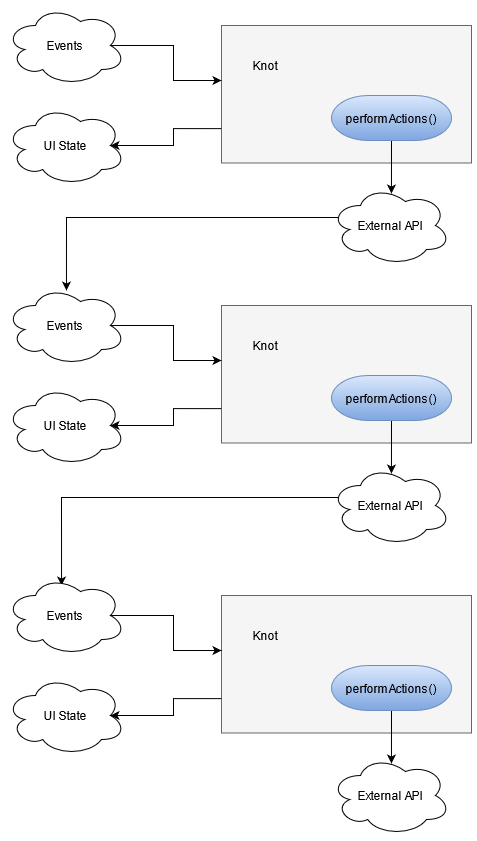 Events
Knot
performActions()
UI State
External API
Events
Knot
performActions()
UI State
External API
Events
Knot
performActions()
UI State
External API